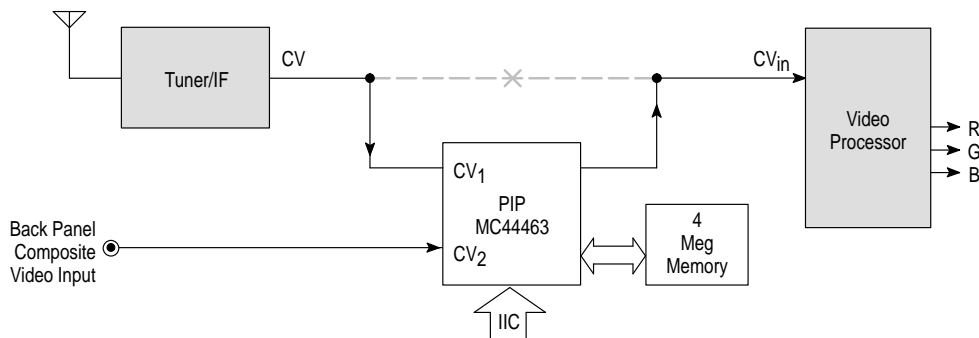 Tuner/IF
CV
CVin
Video
Processor
R
G
B
CV1
PIP
MC44463
CV2
4
Meg
Memory
Back Panel
Composite
Video Input
IIC